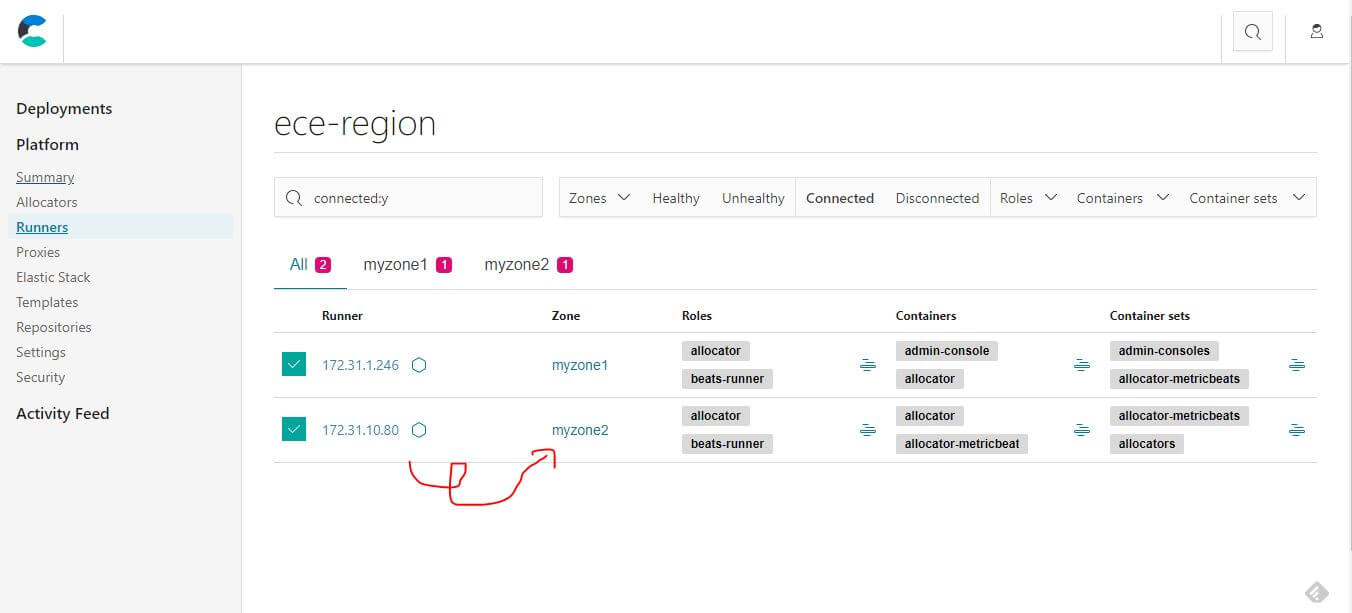 Deployments
Platform
Summary
Allocators
Runners
Proxies
Elastic Stack
Templates
Repositories
Settings
Security
Activity Feed
ece-region
connected:y
Zones Healthy Unhealthy Connected Disconnected Roles Containers Container sets
All 2 myzone1 1 myzone2 1
Runner Zone Roles Containers Container sets
172.31.1.246 myzone1 allocator admin-console admin-consoles
beats-runner allocator allocator-metricbeats
172.31.10.80 myzone2 allocator allocator allocator-metricbeats
beats-runner allocator-metricbeat allocators